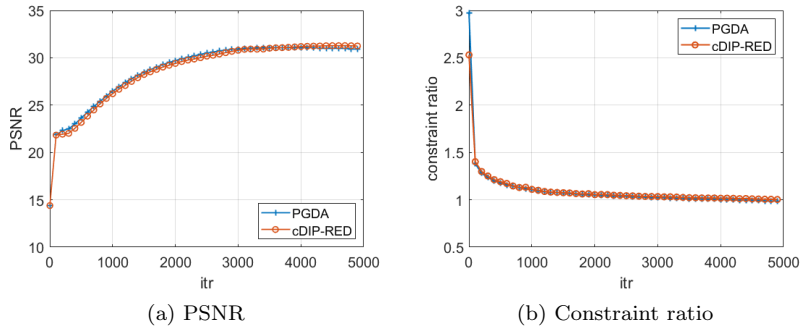 35
30
25
20
15
10
PSNR
PGDA
cDIP-RED
0 1000 2000 3000 4000 5000
itr
(a) PSNR
3
2.5
2
1.5
1
0.5
constraint ratio
PGDA
cDIP-RED
0 1000 2000 3000 4000 5000
itr
(b) Constraint ratio